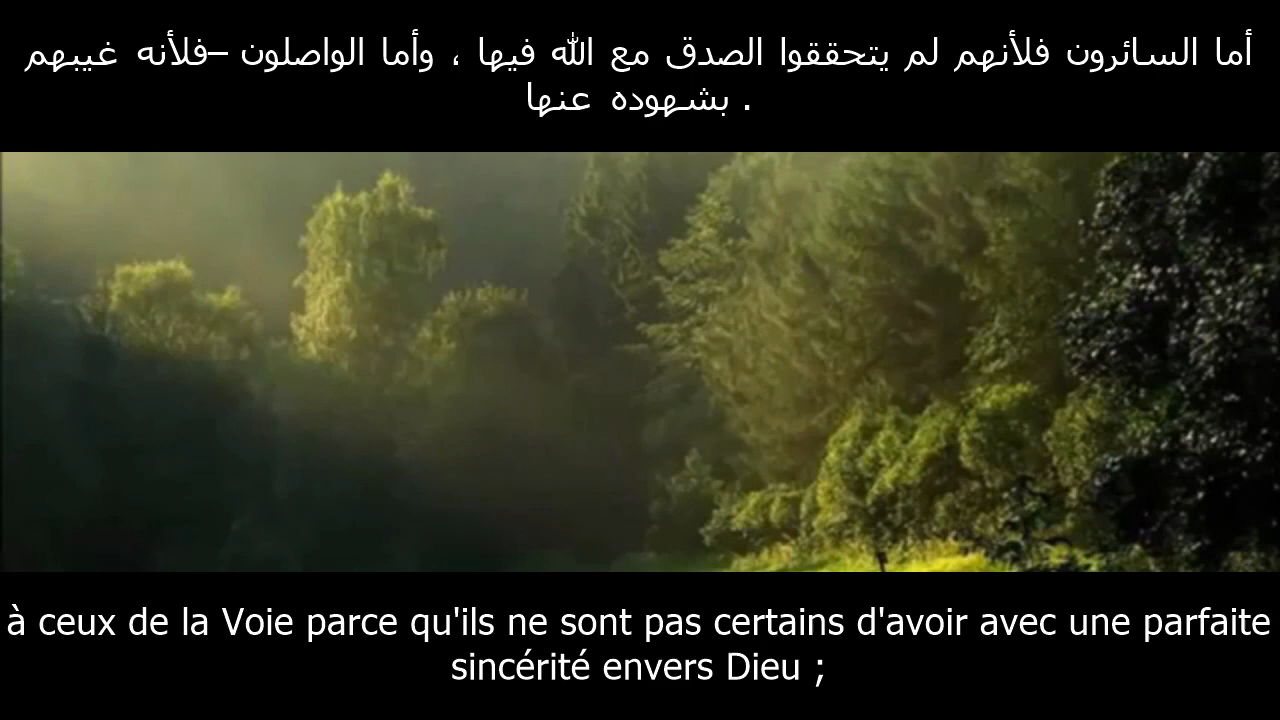 أما السائرون فلأنهم لم يتحققوا الصدق مع الله فيها ، وأما الواصلون –فلأنه غيبهم
بشهوده عنها .
à ceux de la Voie parce qu'ils ne sont pas certains d'avoir avec une parfaite
sincérité envers Dieu ;